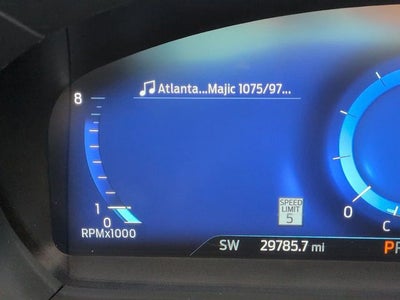 Atlanta...Majic 1075/97...
8
1
0
RPMx1000
SPEED
LIMIT
5
0
C
SW 29785.7 mi P